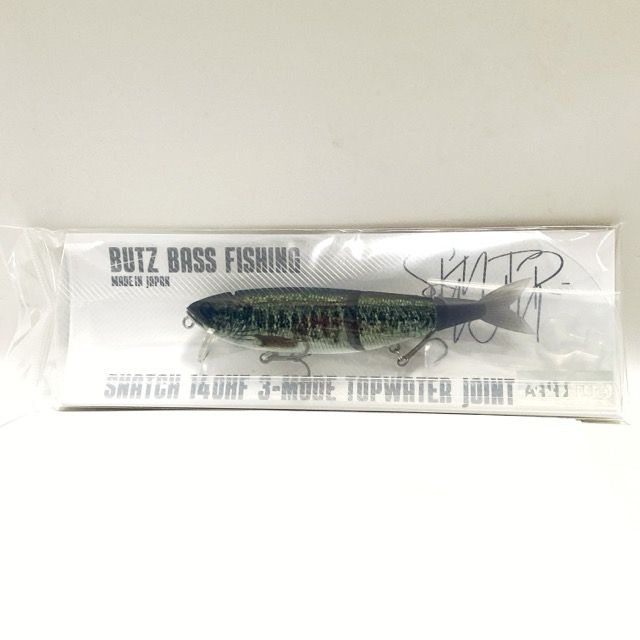 BUTZ BASS FISHING
MADE IN JAPAN
SNATCH 140HF 3-MODE TOPWATER JOINT